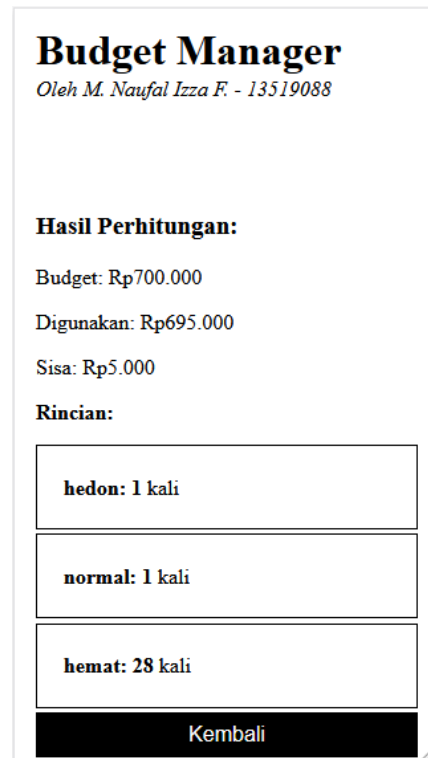 Budget Manager
Oleh M. Naufal Izza F. - 13519088
Hasil Perhitungan:
Budget: Rp700.000
Digunakan: Rp695.000
Sisa: Rp5.000
Rincian:
hedon: 1 kali
normal: 1 kali
hemat: 28 kali
Kembali